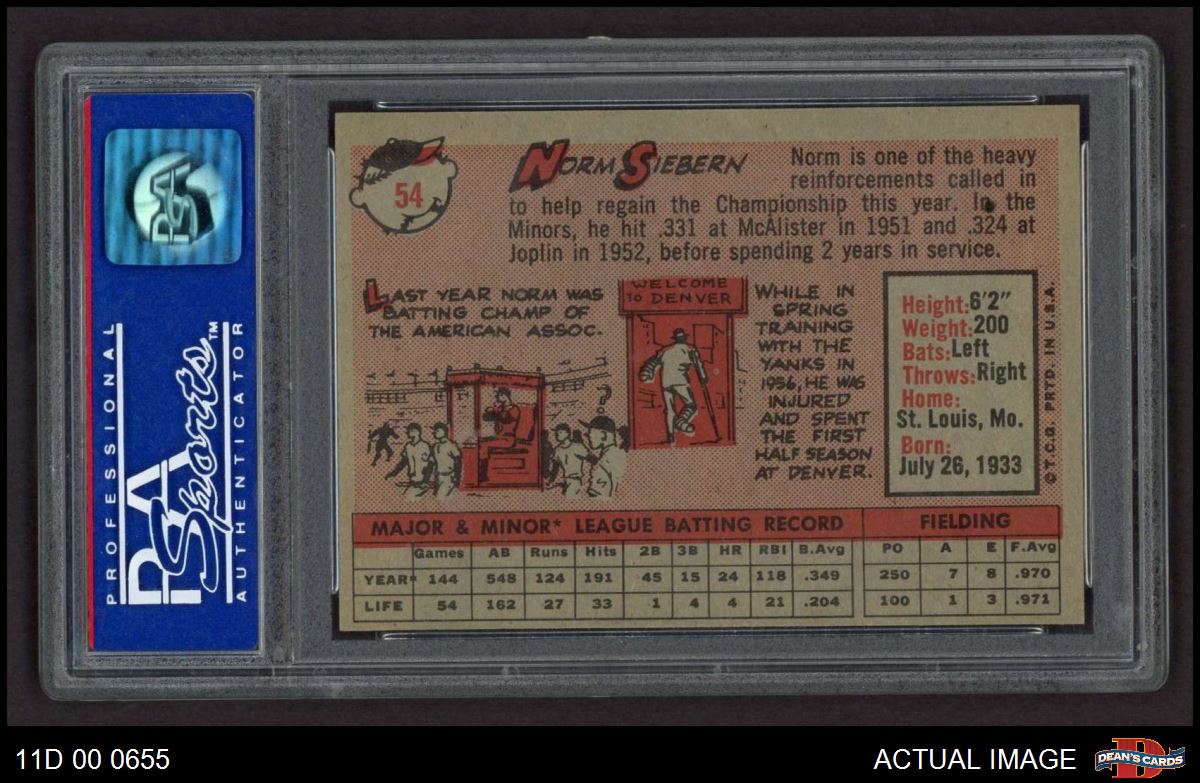 PSA
PROFESSIONAL
PSA Sports™
AUTHENTICATOR
54
NORM SIEBERN
Norm is one of the heavy
reinforcements called in
to help regain the Championship this year. In the
Minors, he hit .331 at McAlister in 1951 and .324 at
Joplin in 1952, before spending 2 years in service.
LAST YEAR NORM WAS
BATTING CHAMP OF
THE AMERICAN ASSOC.
?
WELCOME
TO DENVER
WHILE IN
SPRING
TRAINING
WITH THE
YANKS IN
1956, HE WAS
INJURED
AND SPENT
THE FIRST
HALF SEASON
AT DENVER.
Height: 6'2"
Weight: 200
Bats: Left
Throws: Right
Home:
St. Louis, Mo.
Born:
July 26, 1933
© T.C.G. PRTD. IN U.S.A.
MAJOR & MINOR* LEAGUE BATTING RECORD FIELDING
Games AB Runs Hits 2B 3B HR RBI B.Avg PO A E F.Avg
YEAR* 144 548 124 191 45 15 24 118 .349 250 7 8 .970
LIFE 54 162 27 33 1 4 4 21 .204 100 1 3 .971
11D 00 0655
ACTUAL IMAGE
D
DEAN'S CARDS